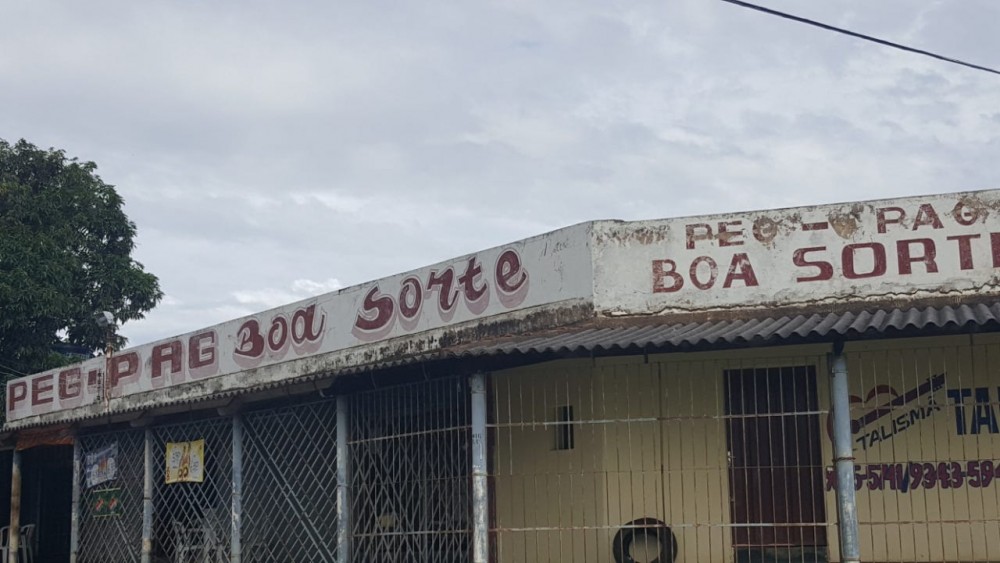 PEG-PAG Boa Sorte
PEG-PAG
BOA SORTE
TALISMÃ